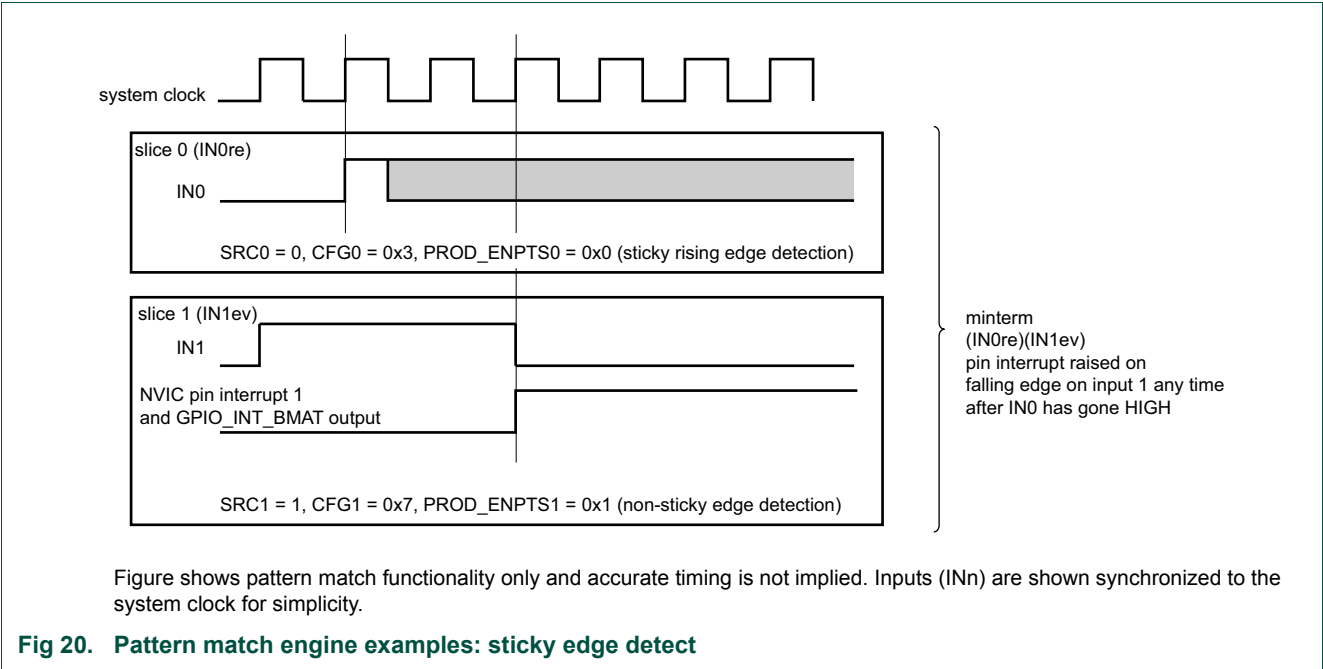 system clock
slice 0 (IN0re)
IN0
SRC0 = 0, CFG0 = 0x3, PROD_ENPTS0 = 0x0 (sticky rising edge detection)
slice 1 (IN1ev)
IN1
NVIC pin interrupt 1
and GPIO_INT_BMAT output
SRC1 = 1, CFG1 = 0x7, PROD_ENPTS1 = 0x1 (non-sticky edge detection)
minterm
(IN0re)(IN1ev)
pin interrupt raised on
falling edge on input 1 any time
after IN0 has gone HIGH
Figure shows pattern match functionality only and accurate timing is not implied. Inputs (INn) are shown synchronized to the
system clock for simplicity.
Fig 20. Pattern match engine examples: sticky edge detect